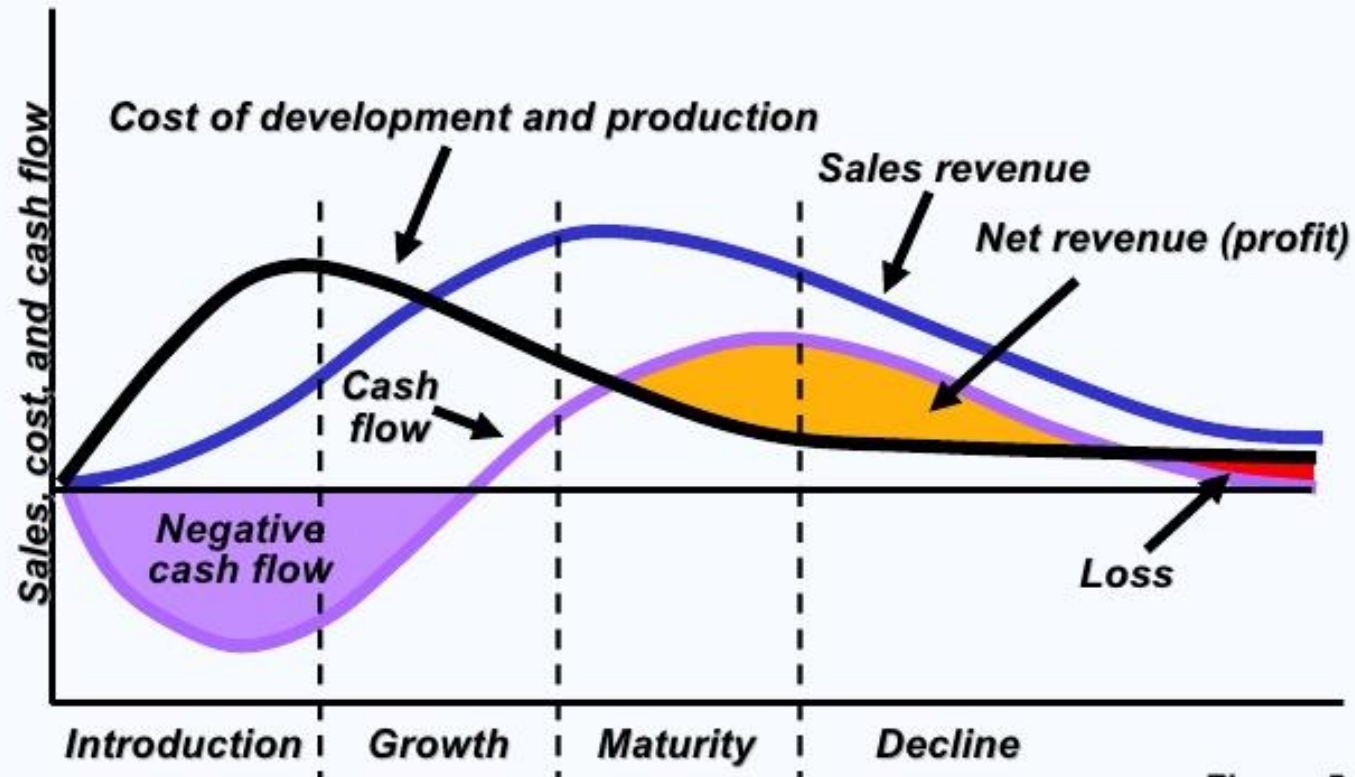 Cost of development and production
Sales revenue
Net revenue (profit)
Sales, cost, and cash flow
Cash
flow
Negative
cash flow
Loss
Introduction
Growth
Maturity
Decline